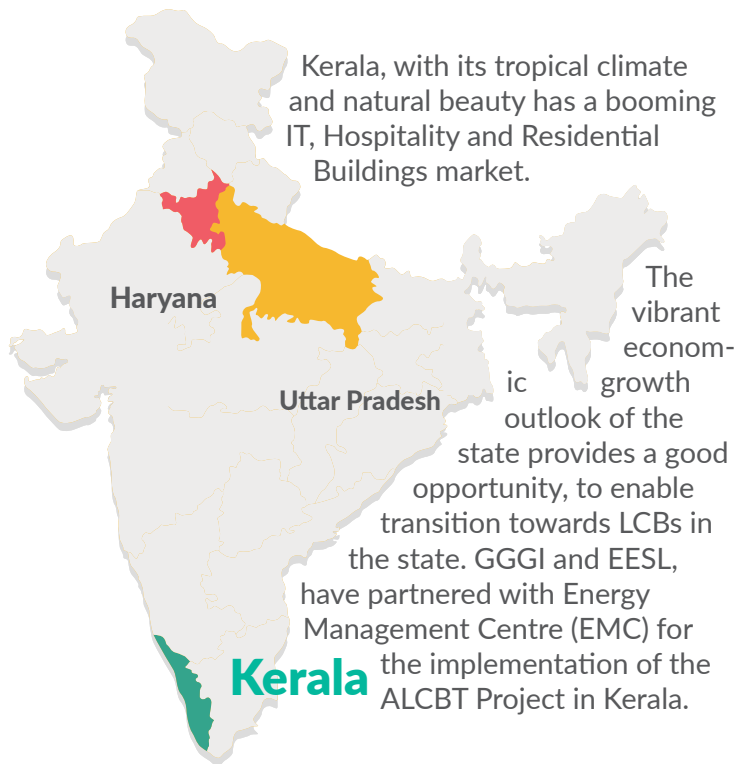 Kerala, with its tropical climate
and natural beauty has a booming
IT, Hospitality and Residential
Buildings market.
Haryana
Uttar Pradesh
The
vibrant
econom-
ic growth
outlook of the
state provides a good
opportunity, to enable
transition towards LCBs in
the state. GGGI and EESL,
have partnered with Energy
Management Centre (EMC) for
the implementation of the
ALCBT Project in Kerala.
Kerala